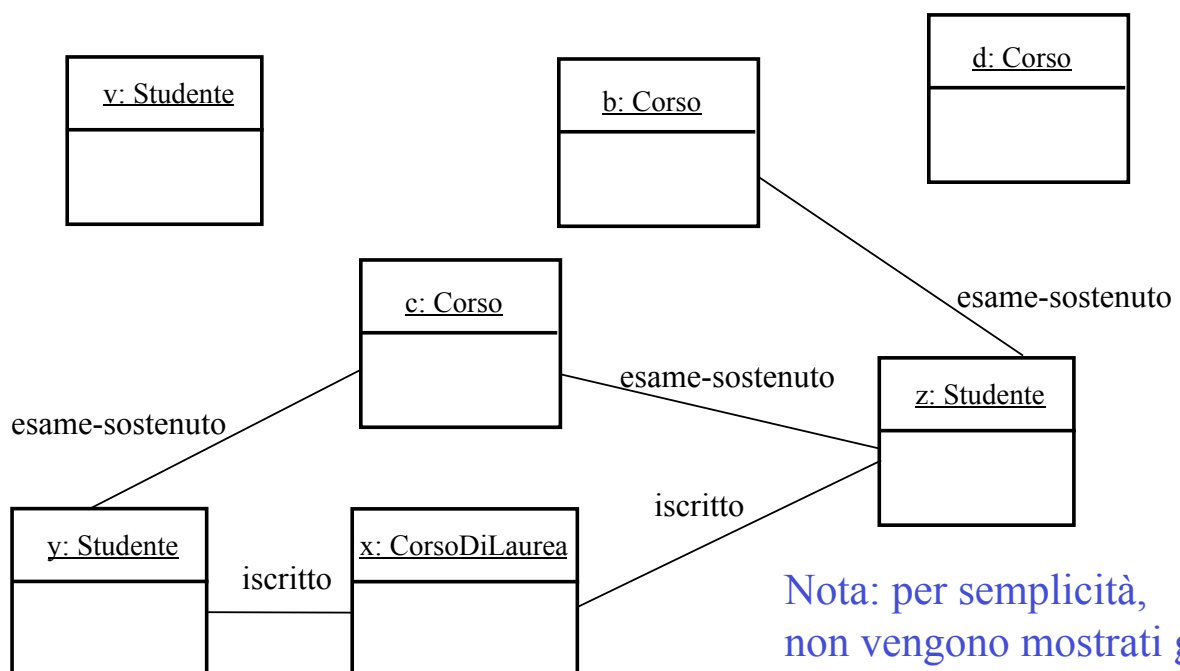 d: Corso
v: Studente
b: Corso
esame-sostenuto
c: Corso
esame-sostenuto
z: Studente
esame-sostenuto
iscritto
y: Studente
x: CorsoDiLaurea
iscritto
Nota: per semplicità,
non vengono mostrati